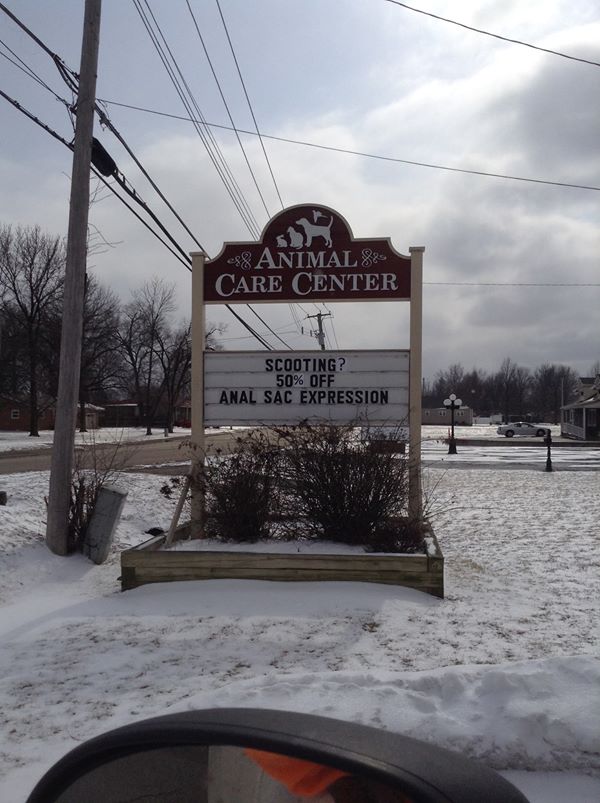 ANIMAL
CARE CENTER
SCOOTING?
50% OFF
ANAL SAC EXPRESSION